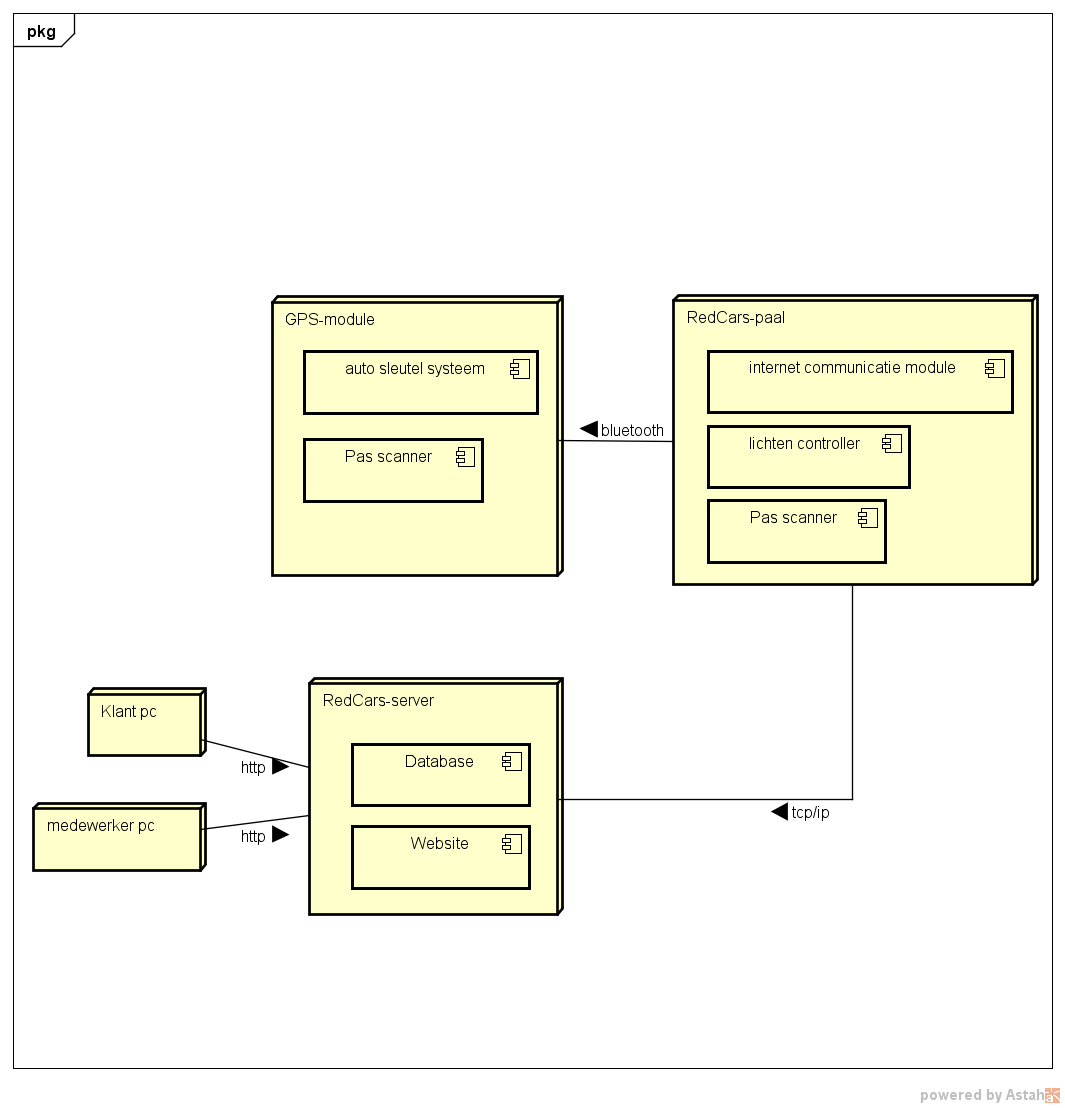 pkg
GPS-module
auto sleutel systeem
Pas scanner
bluetooth
RedCars-paal
internet communicatie module
lichten controller
Pas scanner
Klant pc
http
medewerker pc
http
RedCars-server
Database
Website
tcp/ip
powered by Astah